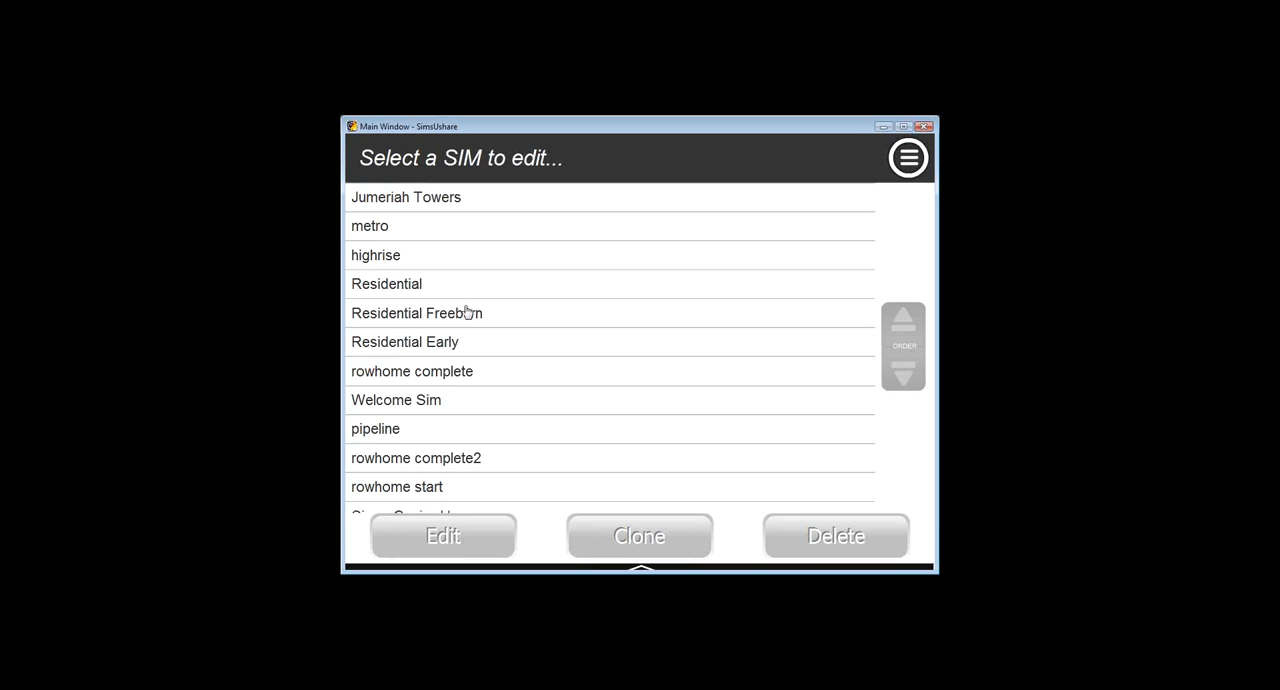 Main Window - SimsUshare
Select a SIM to edit...
Jumeriah Towers
metro
highrise
Residential
Residential Freeburn
Residential Early
rowhome complete
Welcome Sim
pipeline
rowhome complete2
rowhome start
ORDER
Edit
Clone
Delete